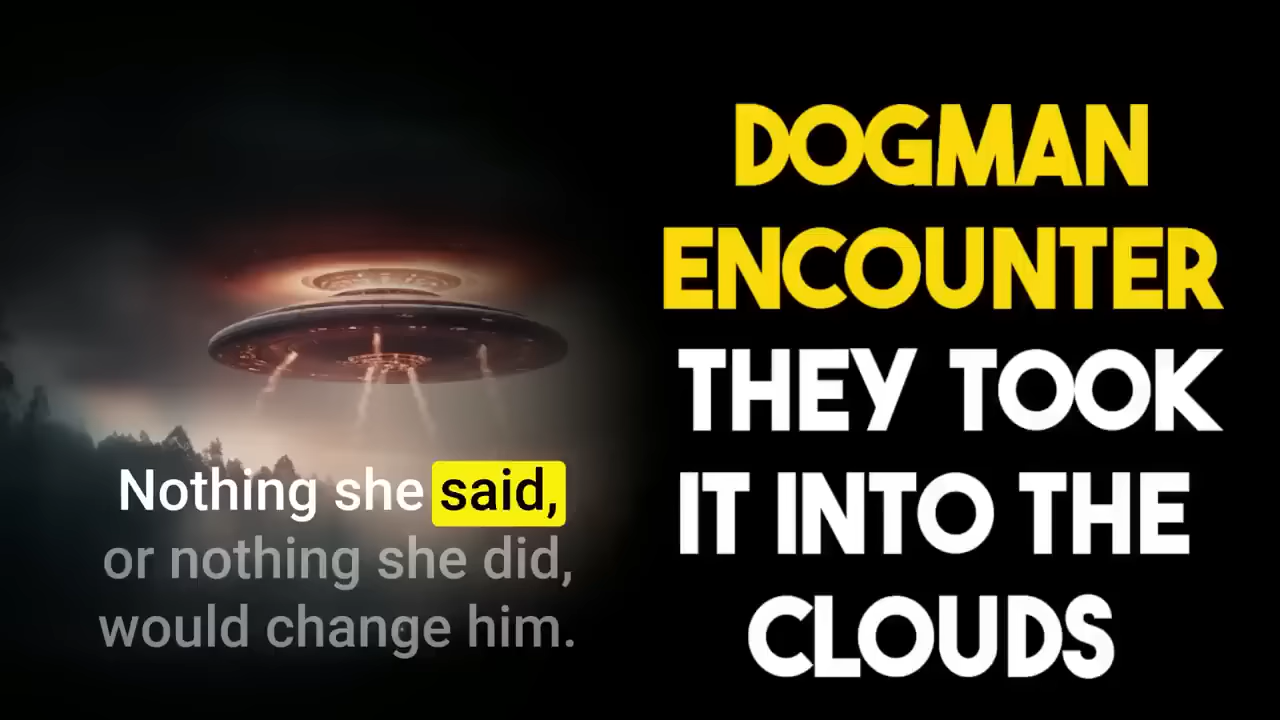 Nothing she said,
or nothing she did,
would change him.
DOGMAN
ENCOUNTER
THEY TOOK
IT INTO THE
CLOUDS